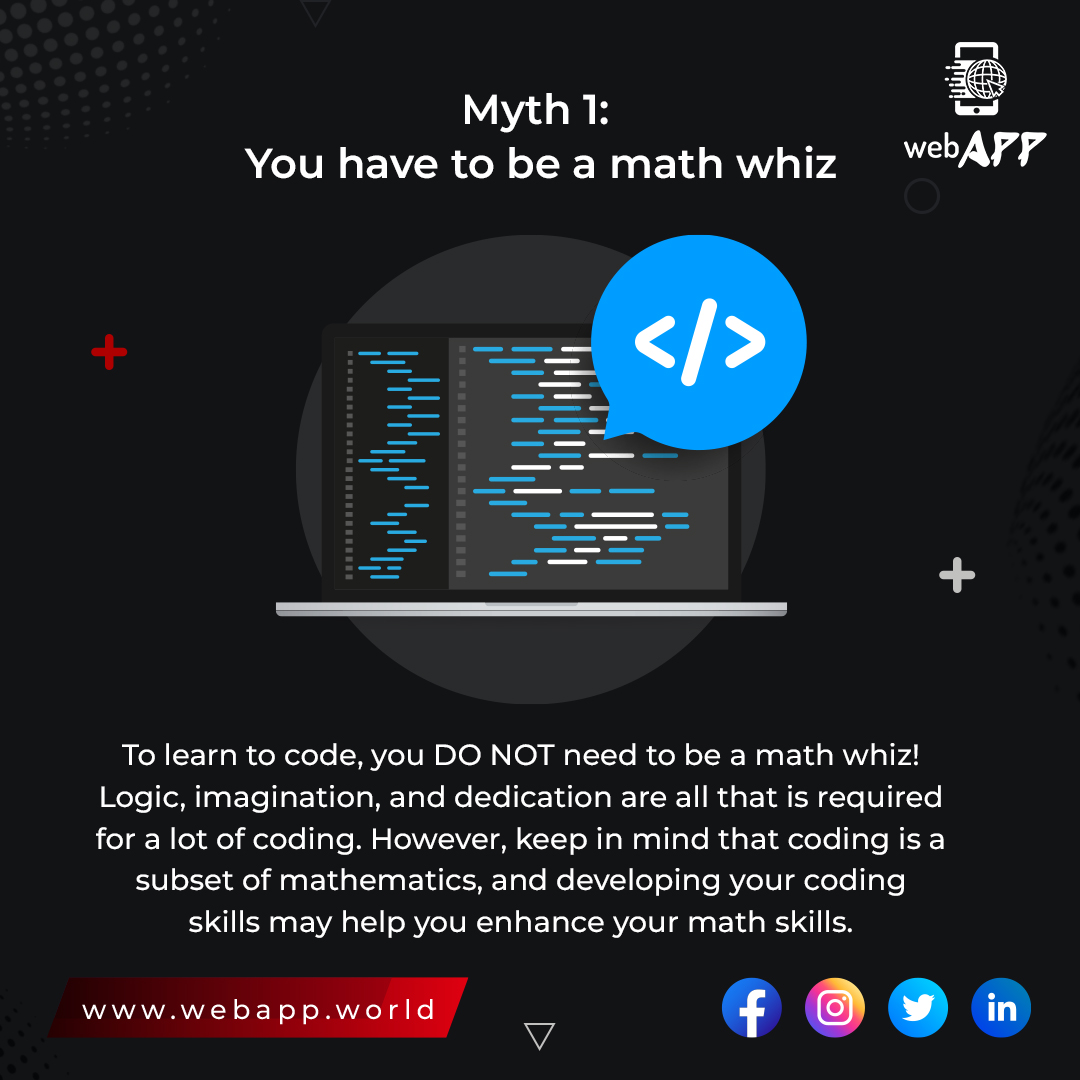 Myth 1:
You have to be a math whiz
webAPP
</>
To learn to code, you DO NOT need to be a math whiz!
Logic, imagination, and dedication are all that is required
for a lot of coding. However, keep in mind that coding is a
subset of mathematics, and developing your coding
skills may help you enhance your math skills.
www.webapp.world
f
in